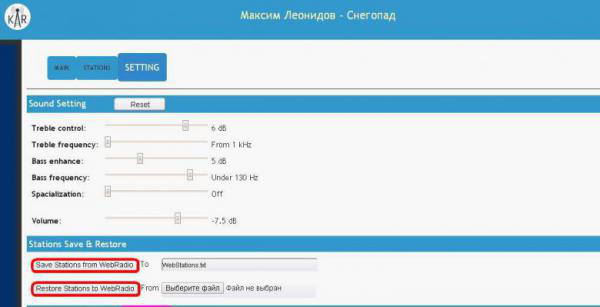 KAR
Максим Леонидов - Снегопад
MAIN STATIONS SETTING
Sound Setting Reset
Treble control: 6 dB
Treble frequency: From 1 kHz
Bass enhance: 5 dB
Bass frequency: Under 130 Hz
Spacialization: Off
Volume: -7.5 dB
Stations Save & Restore
Save Stations from WebRadio To WebStations.txt
Restore Stations to WebRadio From Выберите файл Файл не выбран